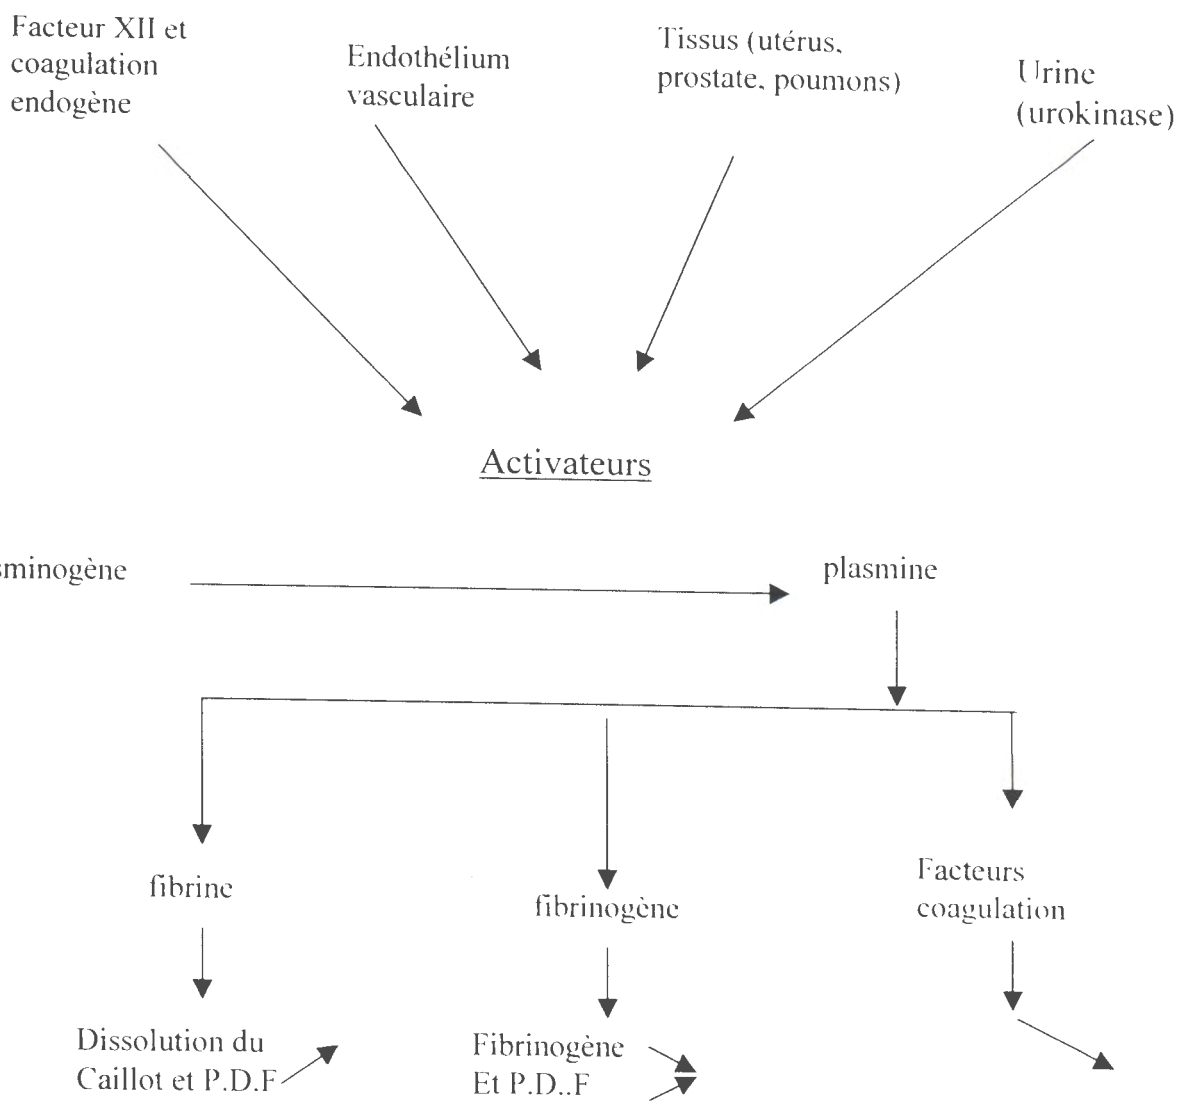 Facteur XII et
coagulation
endogène
Endothélium
vasculaire
Tissus (utérus,
prostate, poumons)
Urine
(urokinase)
Activateurs
sminogène
plasmine
fibrine
fibrinogène
Facteurs
coagulation
Dissolution du
Caillot et P.D.F
Fibrinogène
Et P.D..F